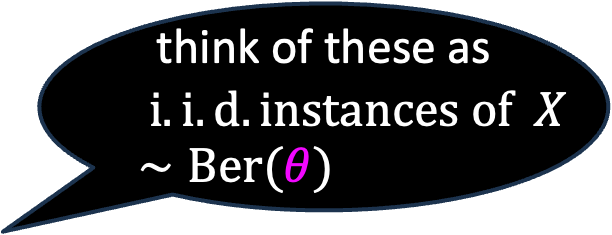 think of these as
i. i. d. instances of X
~ Ber(θ)